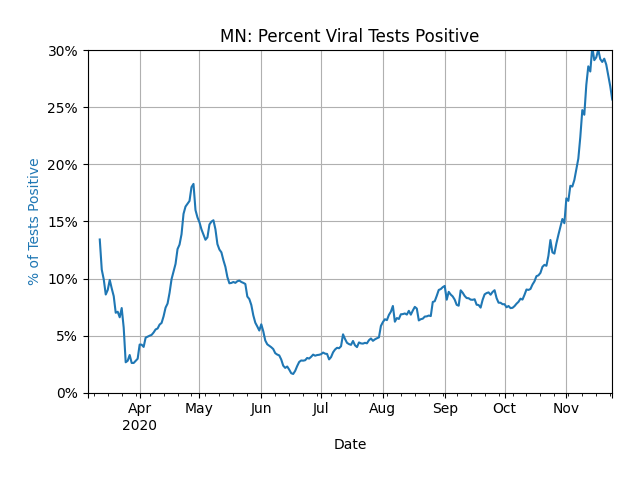 MN: Percent Viral Tests Positive
30%
25%
20%
15%
10%
5%
0%
% of Tests Positive
Apr May Jun Jul Aug Sep Oct Nov
2020
Date